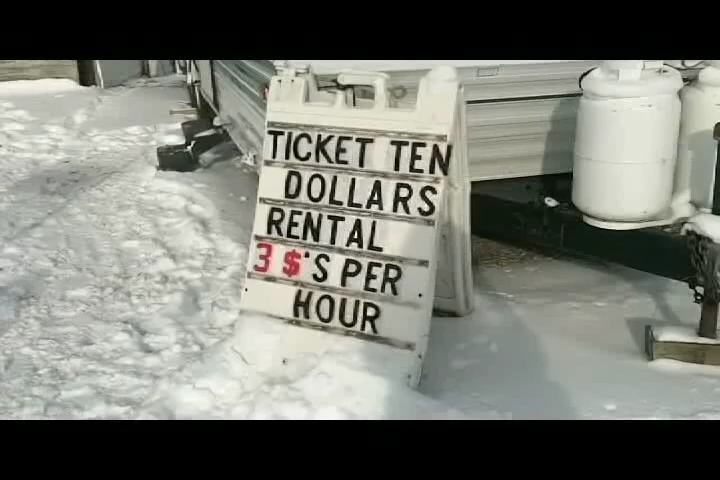 TICKET TEN
DOLLARS
RENTAL
3 $'S PER
HOUR